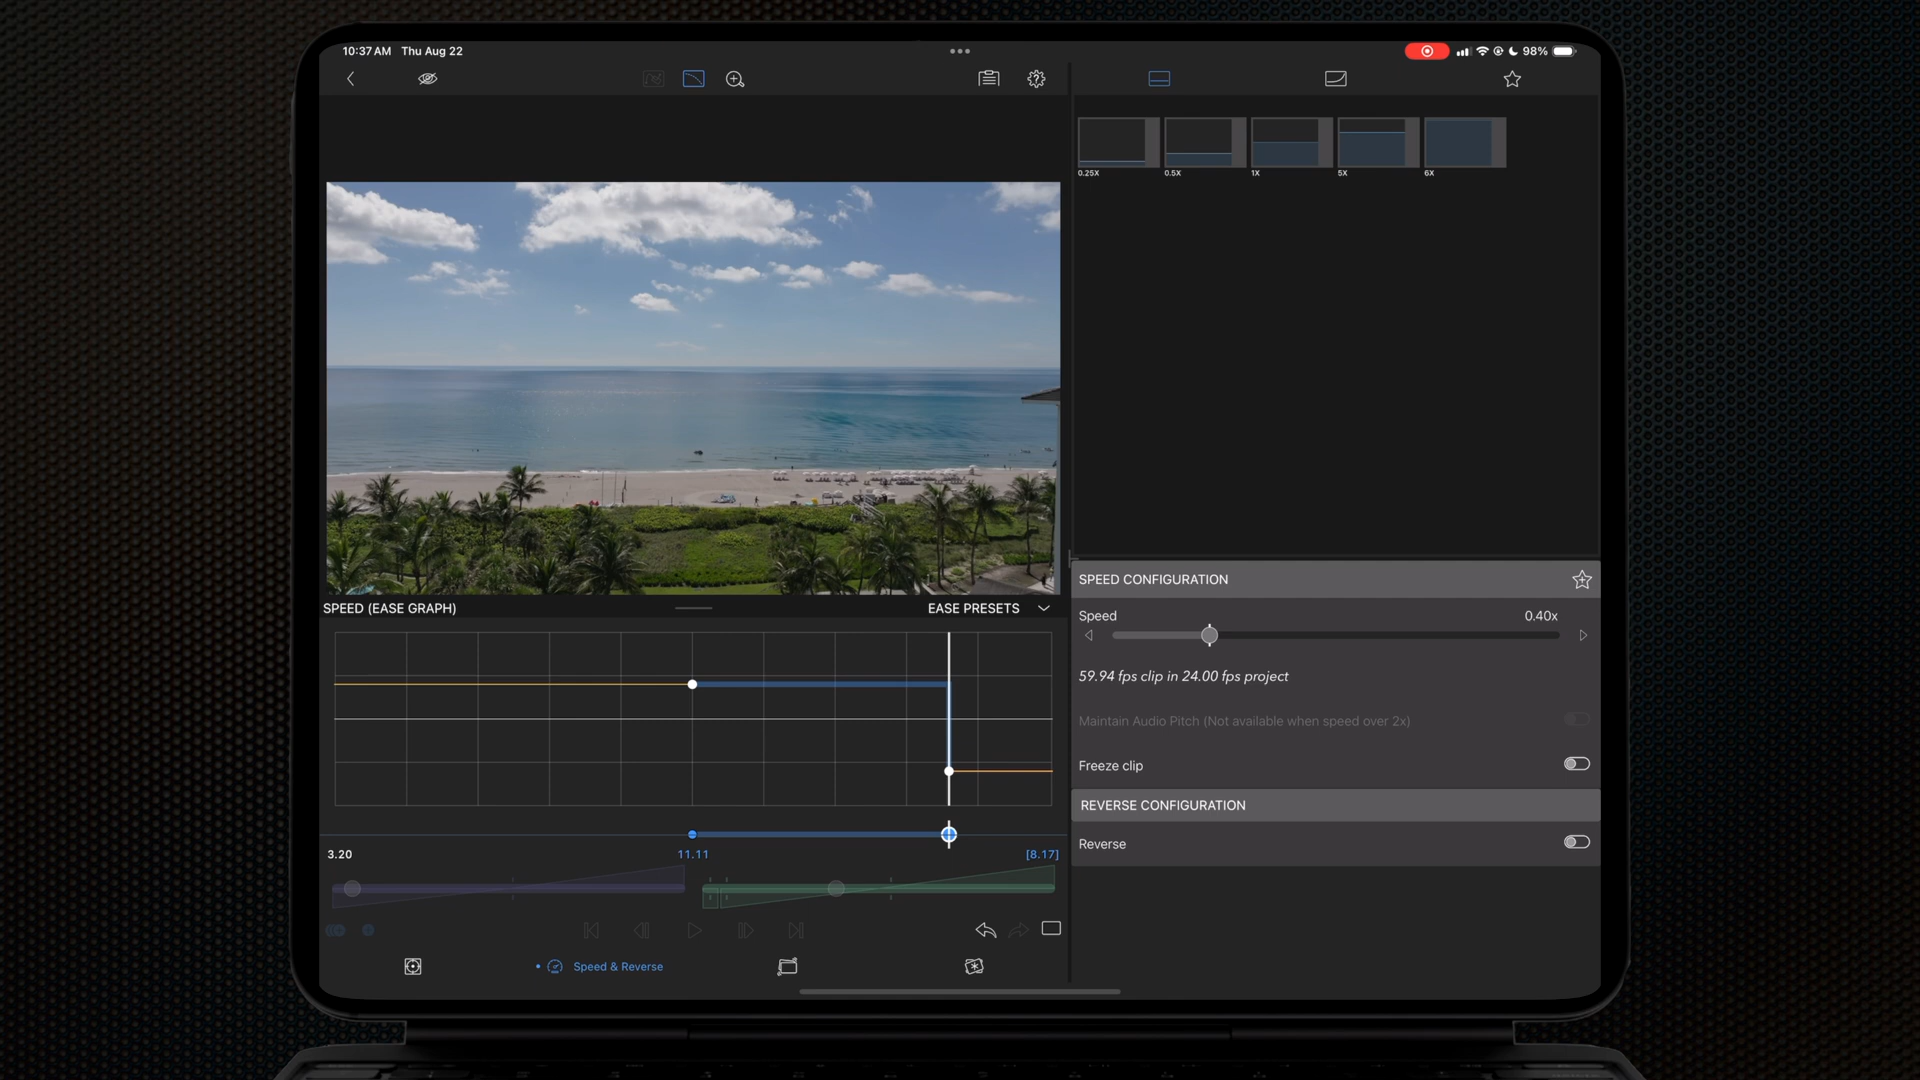 10:37 AM Thu Aug 22
98%
0.25X
0.5X
1X
5X
6X
SPEED (EASE GRAPH)
EASE PRESETS
3.20
11.11
[8.17]
Speed & Reverse
SPEED CONFIGURATION
Speed
0.40x
59.94 fps clip in 24.00 fps project
Maintain Audio Pitch (Not available when speed over 2x)
Freeze clip
REVERSE CONFIGURATION
Reverse